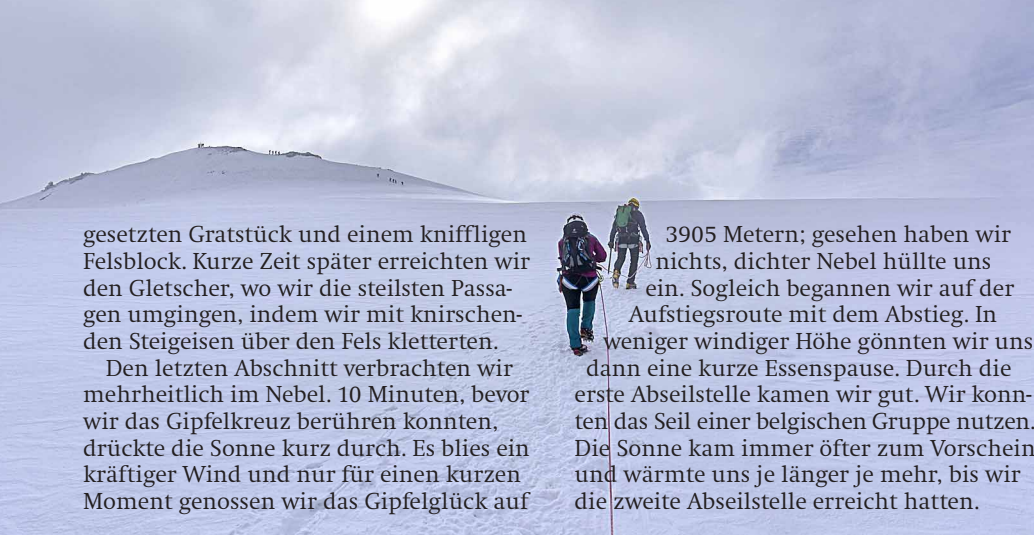 gesetzten Gratstück und einem kniffligen
Felsblock. Kurze Zeit später erreichten wir
den Gletscher, wo wir die steilsten Passa-
gen umgingen, indem wir mit knirschen-
den Steigeisen über den Fels kletterten.
Den letzten Abschnitt verbrachten wir
mehrheitlich im Nebel. 10 Minuten, bevor
wir das Gipfelkreuz berühren konnten,
drückte die Sonne kurz durch. Es blies ein
kräftiger Wind und nur für einen kurzen
Moment genossen wir das Gipfelglück auf
3905 Metern; gesehen haben wir
nichts, dichter Nebel hüllte uns
ein. Sogleich begannen wir auf der
Aufstiegsroute mit dem Abstieg. In
weniger windiger Höhe gönnten wir uns
dann eine kurze Essenspause. Durch die
erste Abseilstelle kamen wir gut. Wir konn-
ten das Seil einer belgischen Gruppe nutzen.
Die Sonne kam immer öfter zum Vorschein
und wärmte uns je länger je mehr, bis wir
die zweite Abseilstelle erreicht hatten.